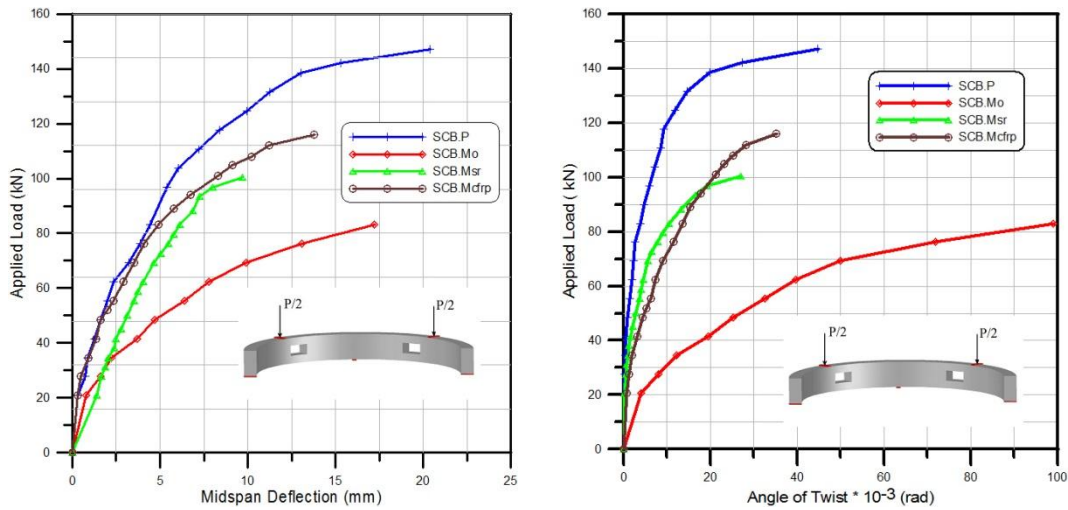 160
140
120
100
80
60
40
20
0
Applied Load (kN)
SCB.P
SCB.Mo
SCB.Msr
SCB.Mcfrp
P/2
P/2
0 5 10 15 20 25
Midspan Deflection (mm)
160
140
120
100
80
60
40
20
0
Applied Load (kN)
SCB.P
SCB.Mo
SCB.Msr
SCB.Mcfrp
P/2
P/2
0 20 40 60 80 100
Angle of Twist * 10-3 (rad)